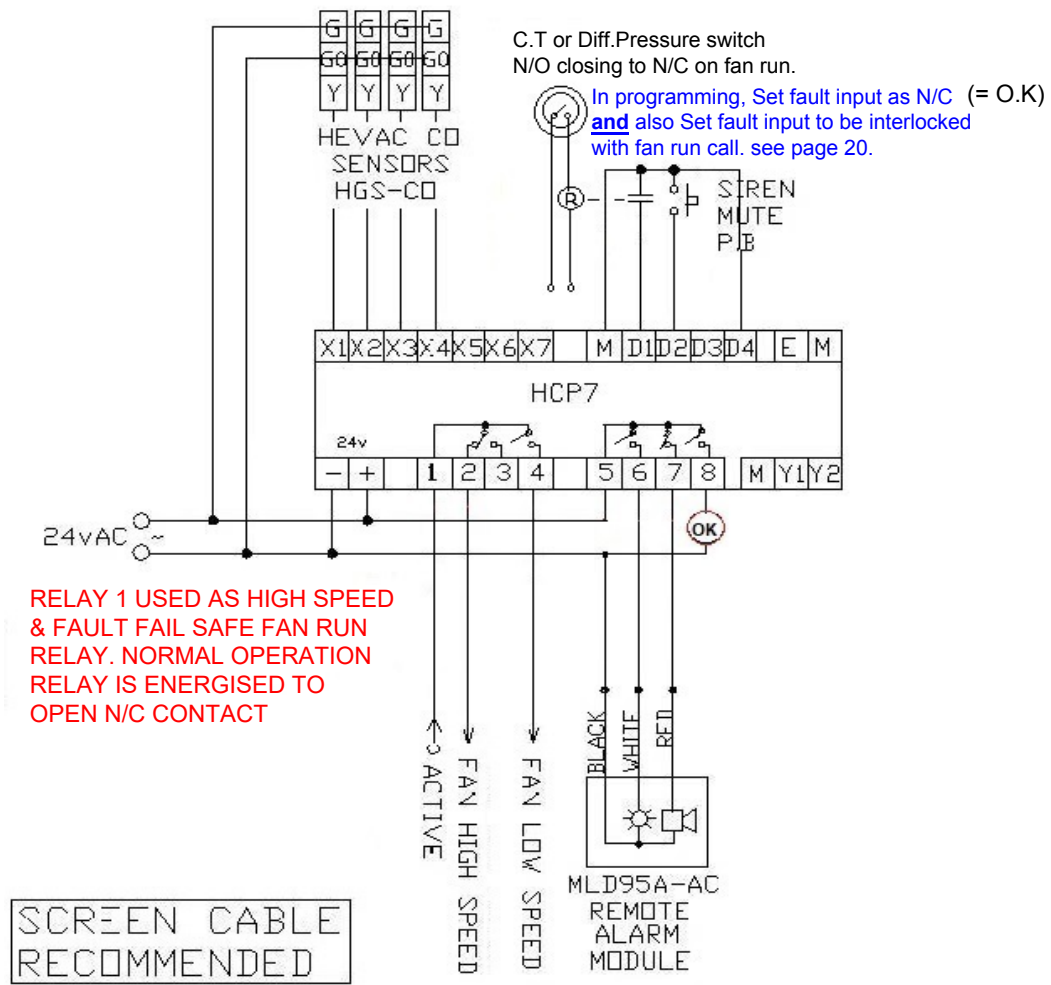 G G G G
G0 G0 G0 G0
Y Y Y Y
HEVAC CO
SENSORS
HGS-CO
C.T or Diff.Pressure switch
N/O closing to N/C on fan run.
In programming, Set fault input as N/C (= O.K)
and also Set fault input to be interlocked
with fan run call. see page 20.
R
SIREN
MUTE
P.B
X1 X2 X3 X4 X5 X6 X7 M D1 D2 D3 D4 E M
HCP7
24v
- + 1 2 3 4 5 6 7 8 M Y1 Y2
24vAC ~
OK
RELAY 1 USED AS HIGH SPEED
& FAULT FAIL SAFE FAN RUN
RELAY. NORMAL OPERATION
RELAY IS ENERGISED TO
OPEN N/C CONTACT
ACTIVE
FAN HIGH SPEED
FAN LOW SPEED
BLACK
WHITE
RED
MLD95A-AC
REMOTE
ALARM
MODULE
SCREEN CABLE
RECOMMENDED